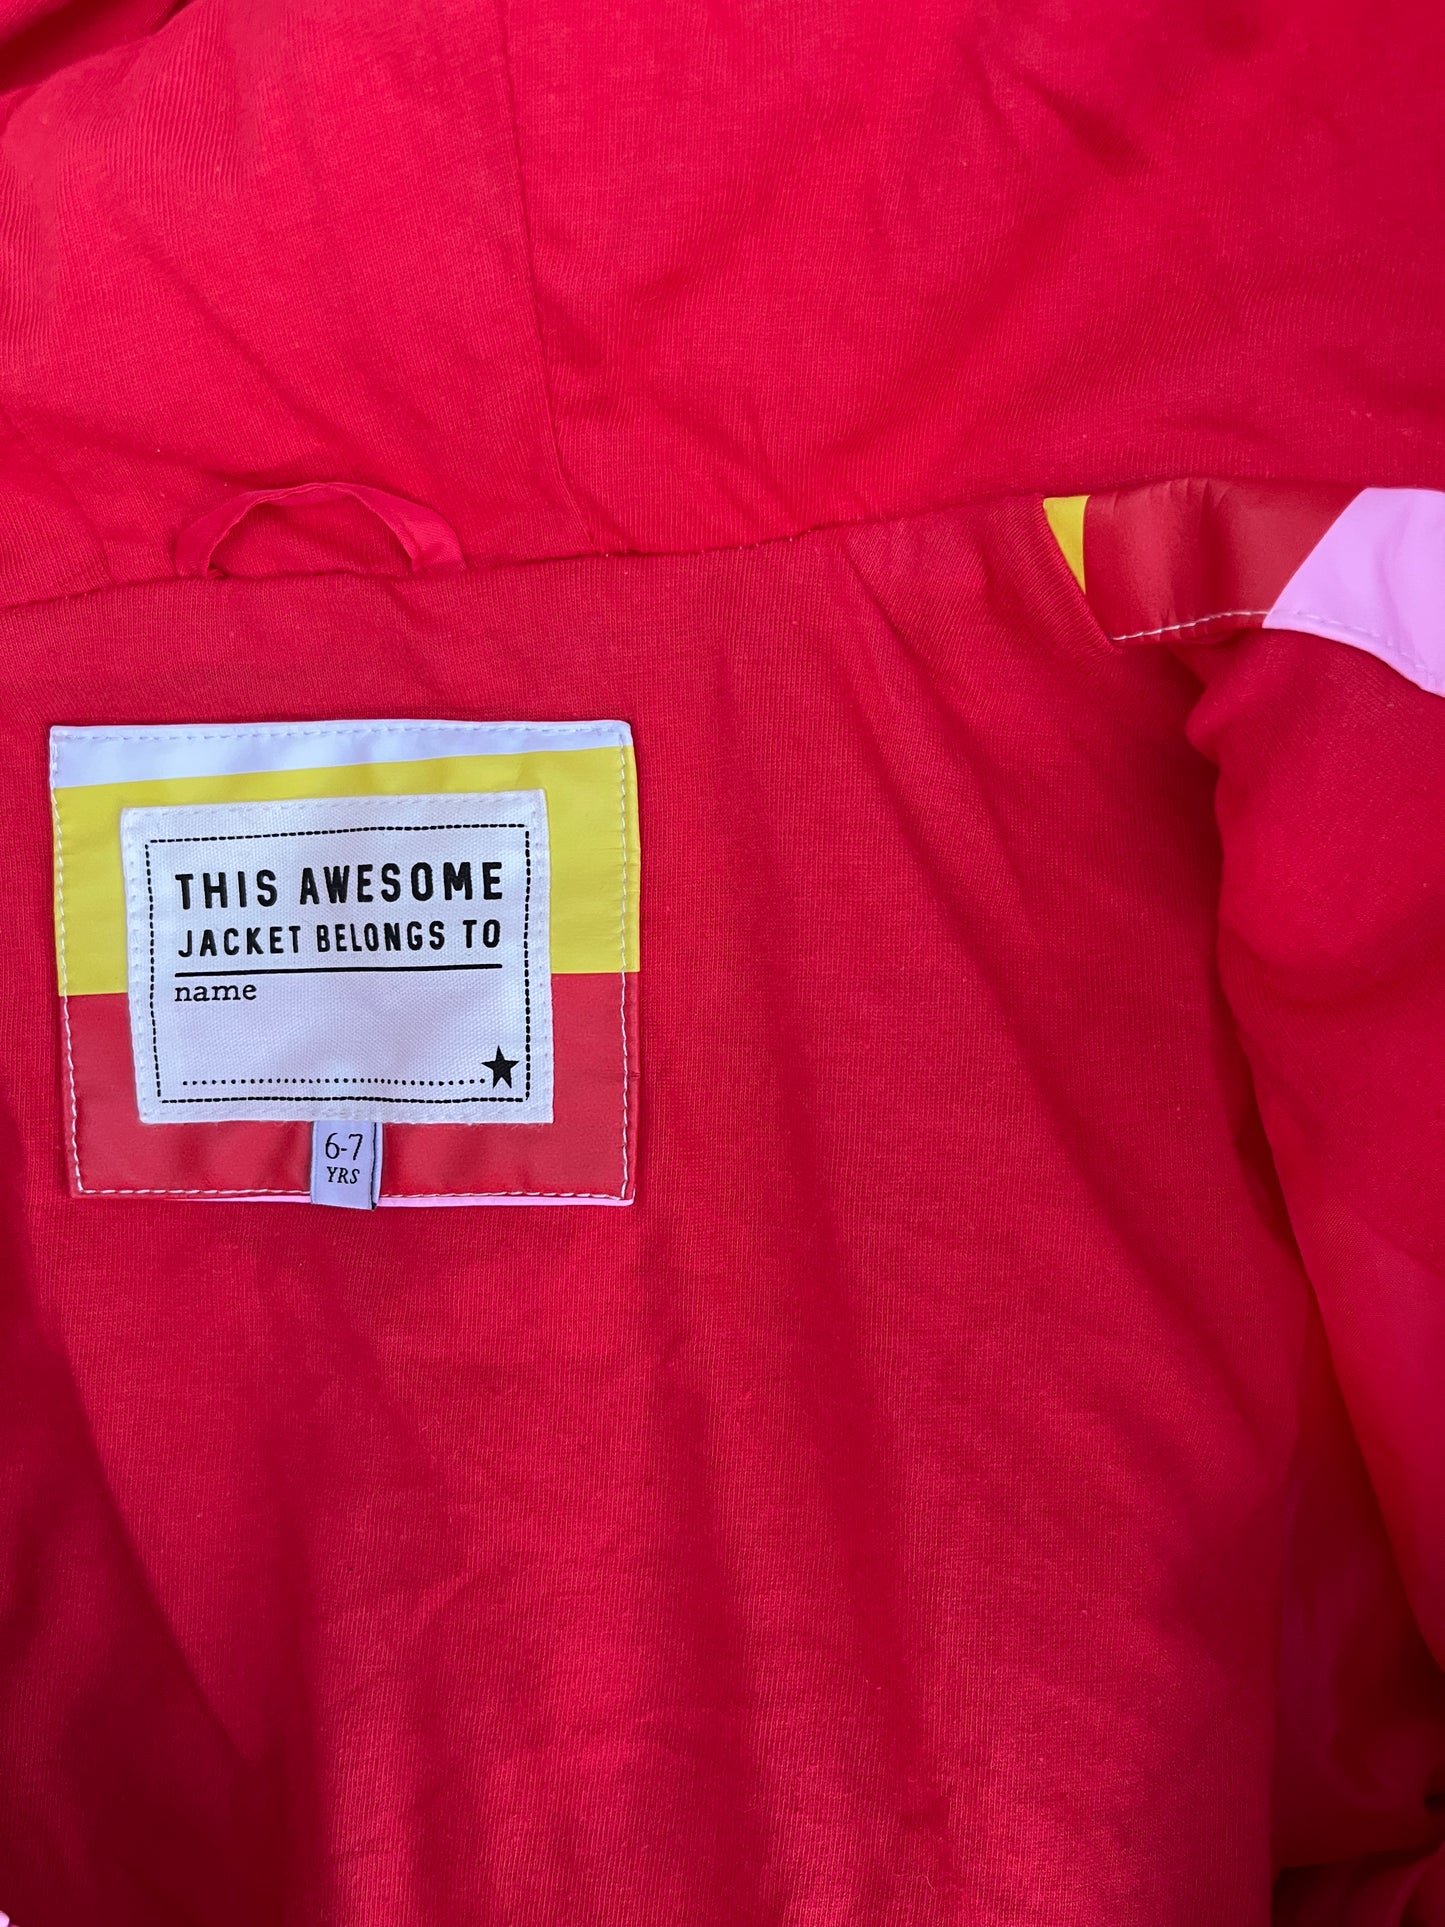 THIS AWESOME
JACKET BELONGS TO
name
6-7
YRS